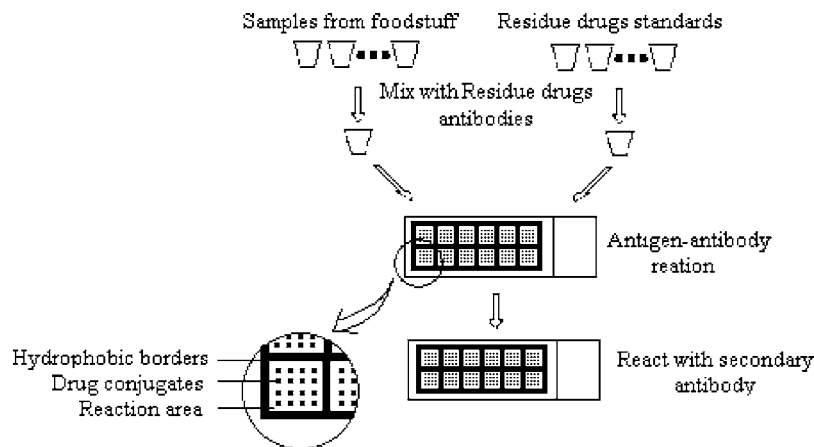 Samples from foodstuff
Residue drugs standards
Mix with Residue drugs
antibodies
Antigen-antibody
reation
Hydrophobic borders
Drug conjugates
Reaction area
React with secondary
antibody